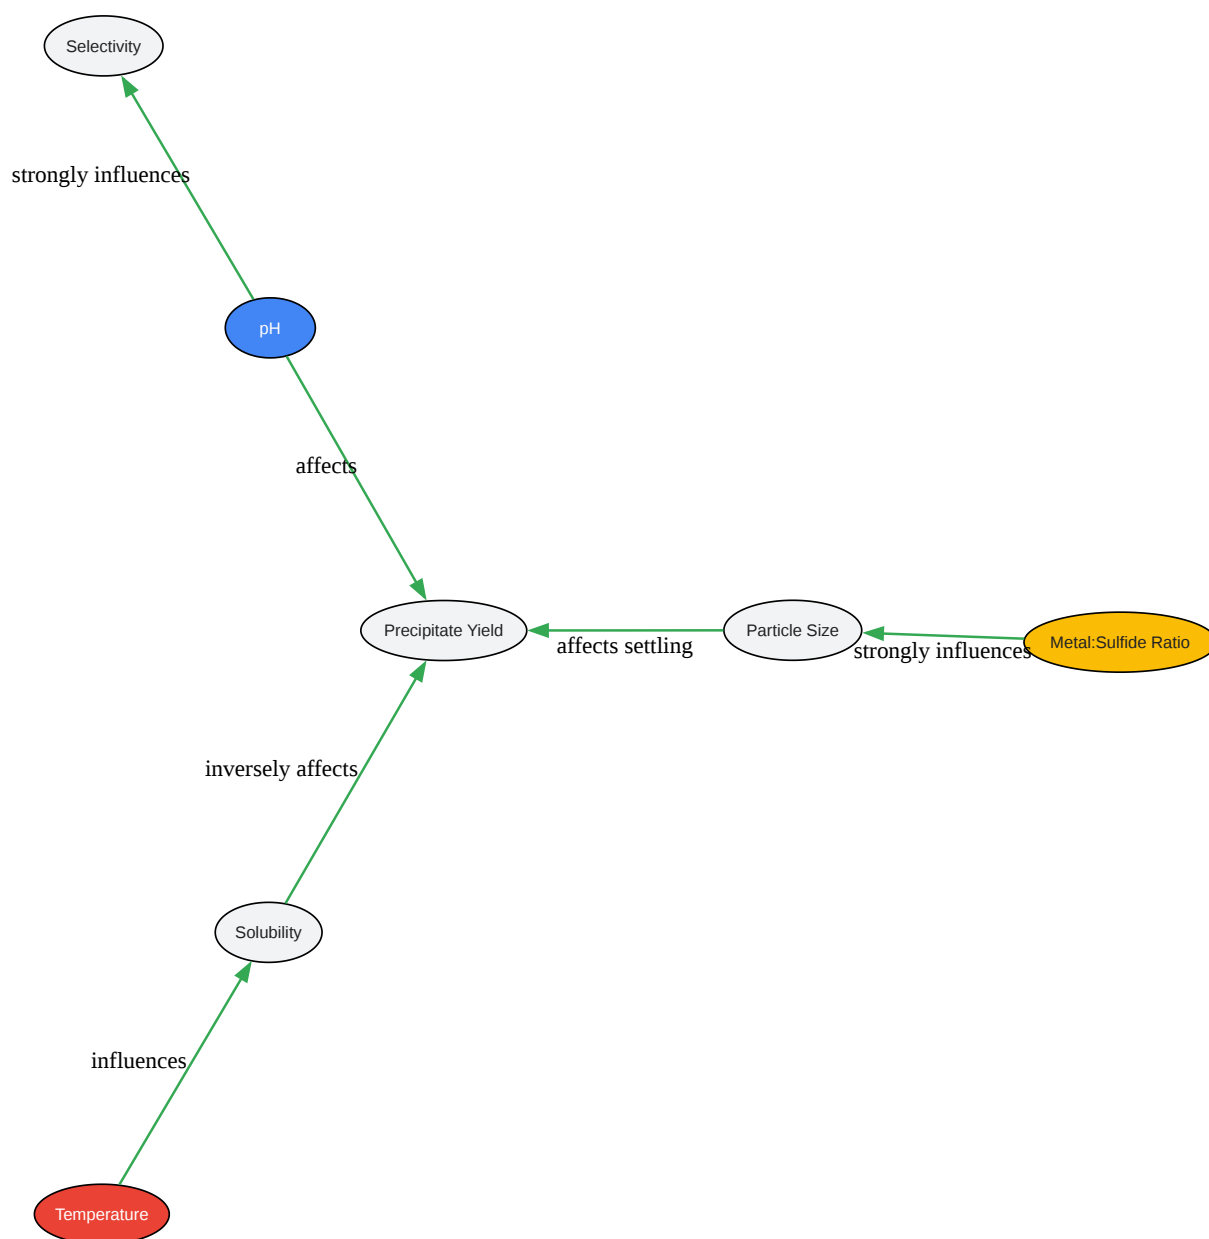 Selectivity
strongly influences
pH
affects
Precipitate Yield
affects settling
Particle Size
strongly influences
Metal:Sulfide Ratio
inversely affects
Solubility
influences
Temperature